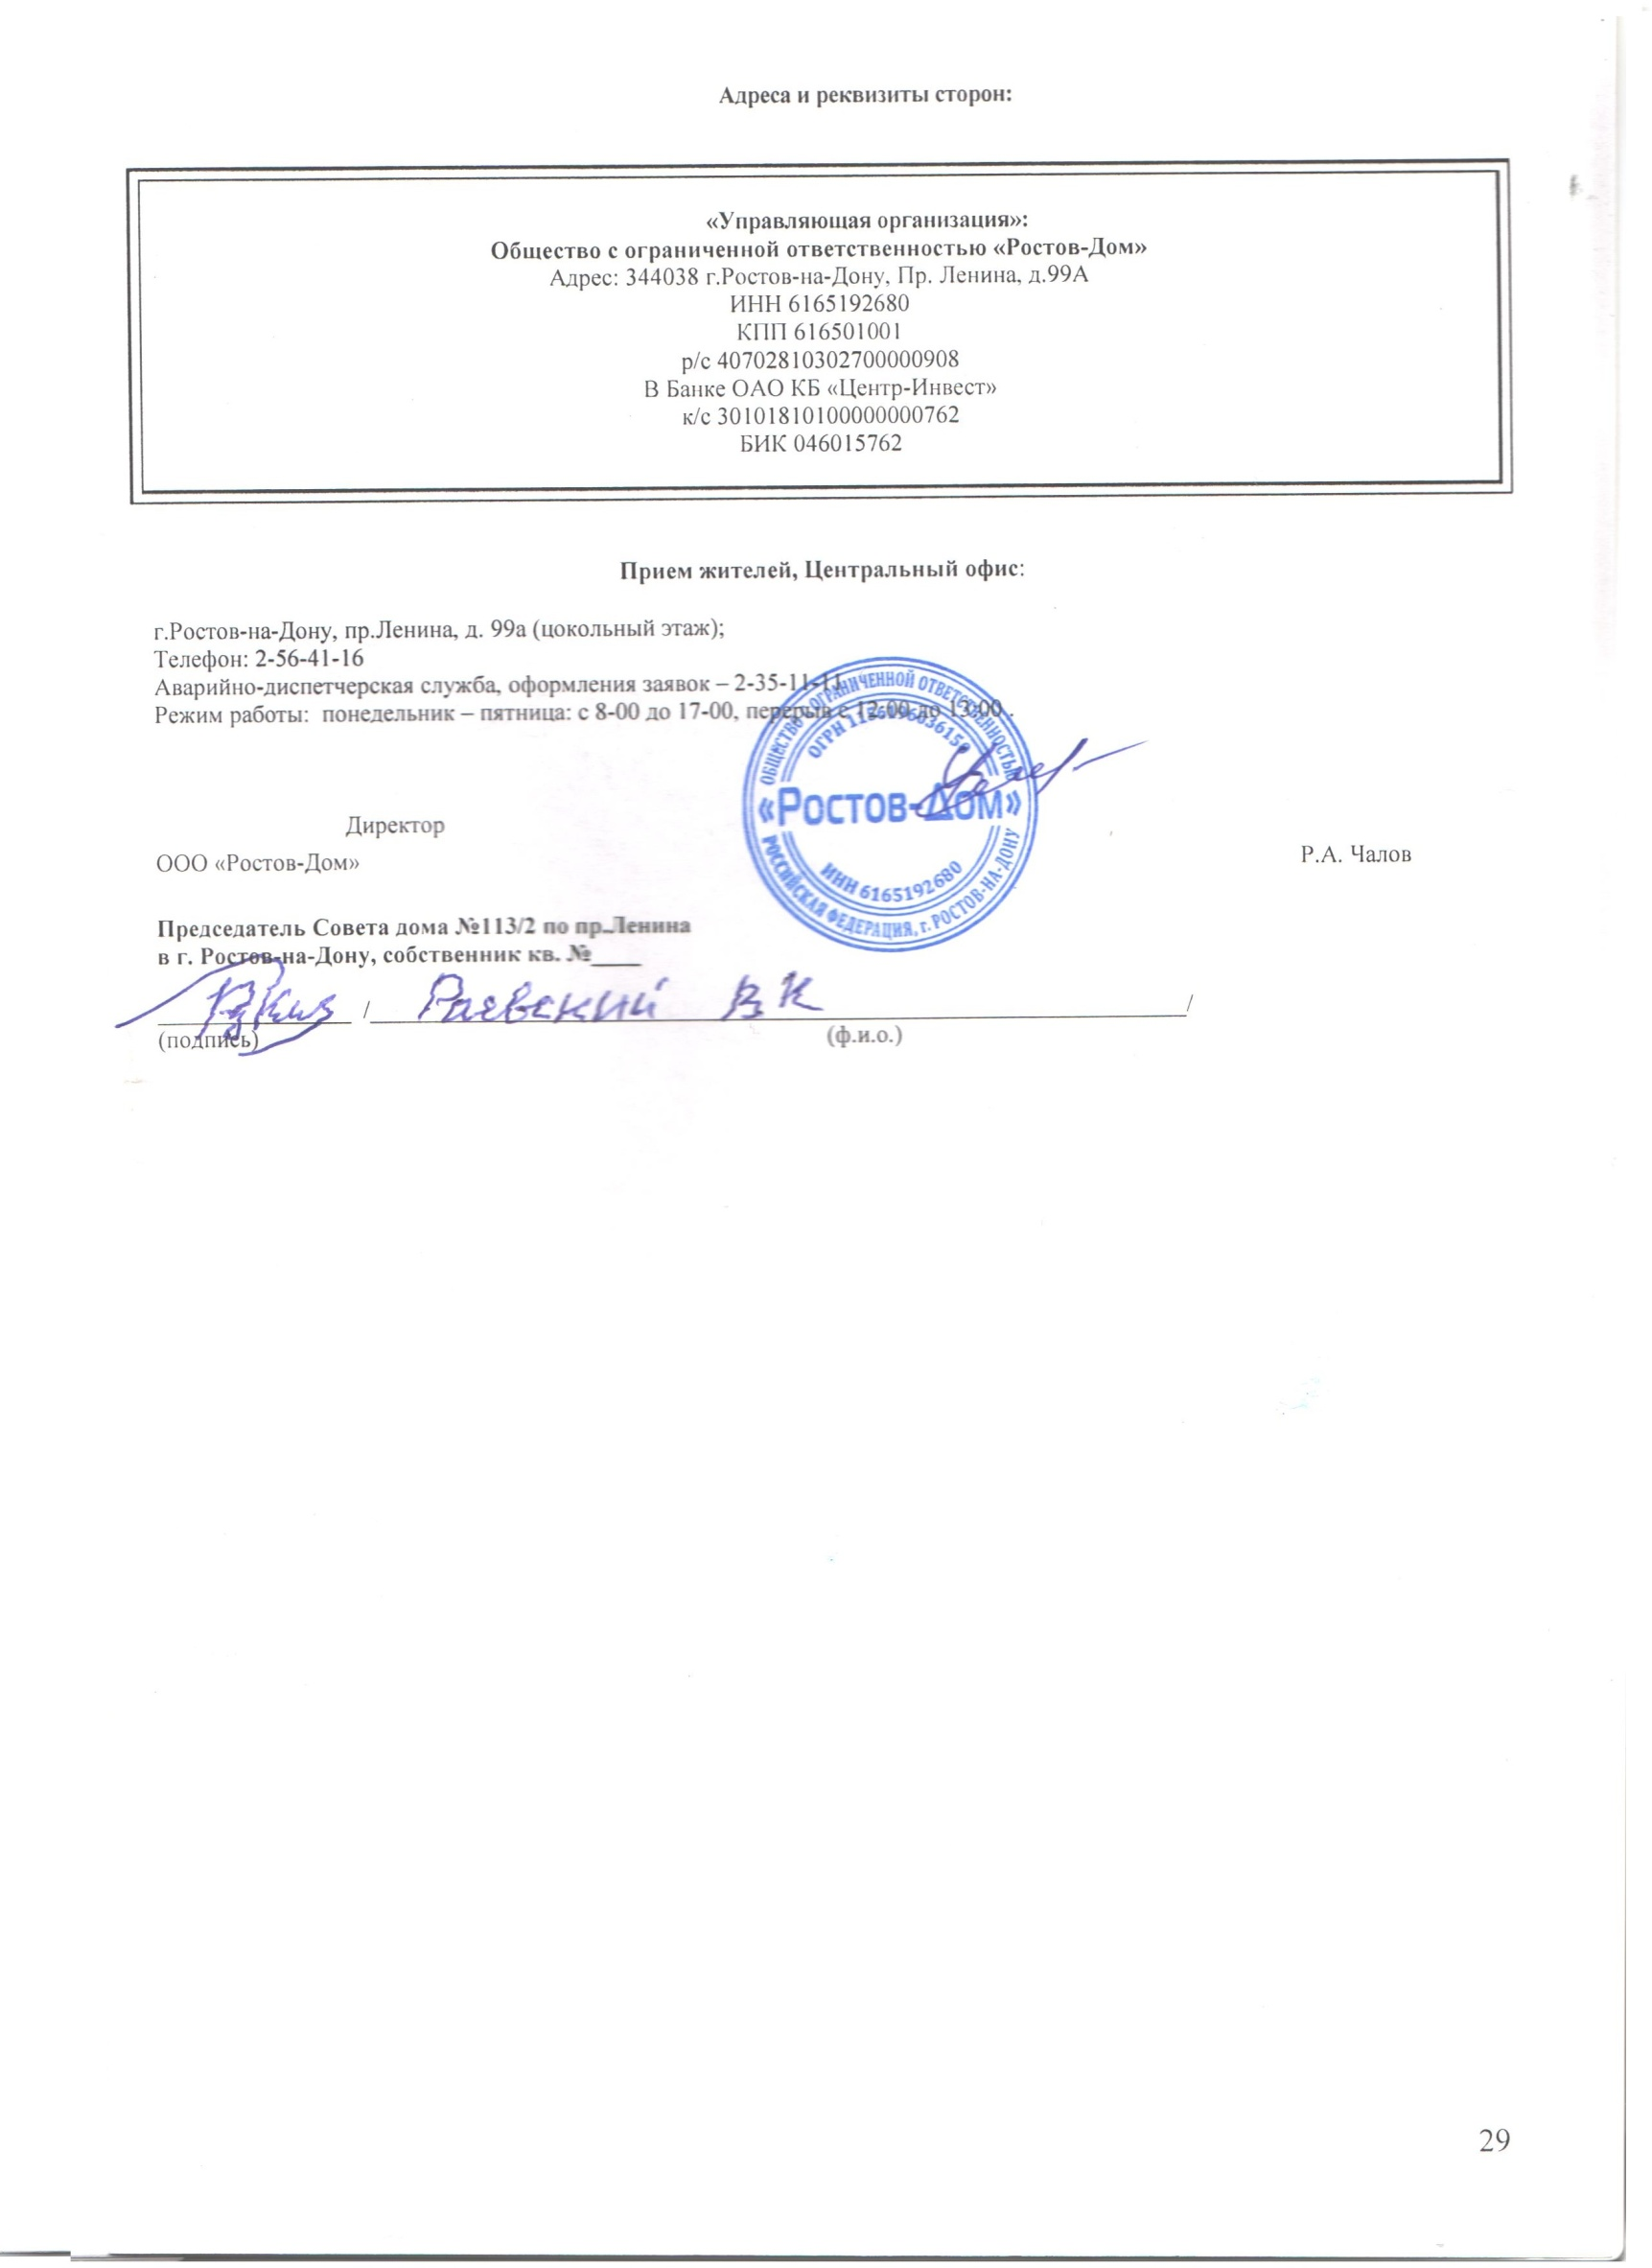 Адреса и реквизиты сторон:
«Управляющая организация»:
Общество с ограниченной ответственностью «Ростов-Дом»
Адрес: 344038 г.Ростов-на-Дону, Пр. Ленина, д.99А
ИНН 6165192680
КПП 616501001
р/с 40702810302700000908
В Банке ОАО КБ «Центр-Инвест»
к/с 30101810100000000762
БИК 046015762
Прием жителей, Центральный офис:
г.Ростов-на-Дону, пр.Ленина, д. 99а (цокольный этаж);
Телефон: 2-56-41-16
Аварийно-диспетчерская служба, оформления заявок – 2-35-11-11
Режим работы: понедельник – пятница: с 8-00 до 17-00, перерыв с 12:00 до 13:00 .
ОБЩЕСТВО С ОГРАНИЧЕННОЙ ОТВЕТСТВЕННОСТЬЮ
ОГРН
«Ростов-Дом»
ИНН 6165192680
РОССИЙСКАЯ ФЕДЕРАЦИЯ, г. РОСТОВ-НА-ДОНУ
Директор
ООО «Ростов-Дом» Р.А. Чалов
Председатель Совета дома №113/2 по пр.Ленина
в г. Ростов-на-Дону, собственник кв. №____
/ Раевский В К /
(подпись) (ф.и.о.)
29